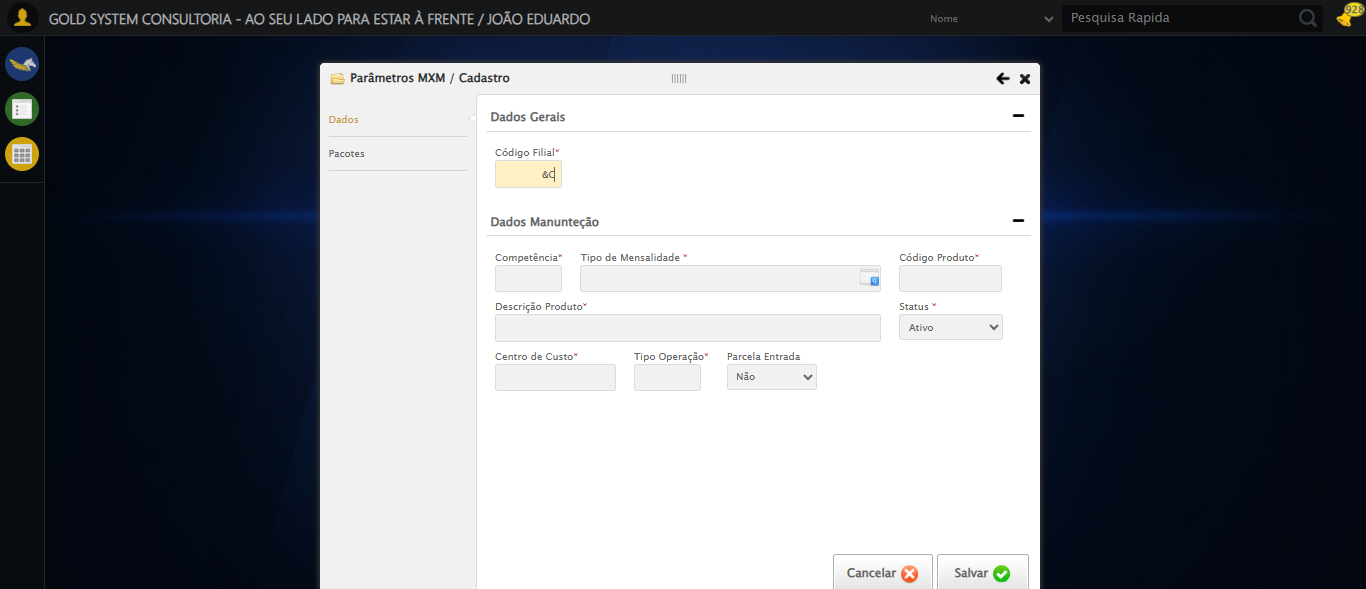 GOLD SYSTEM CONSULTORIA - AO SEU LADO PARA ESTAR À FRENTE / JOÃO EDUARDO
Nome
Pesquisa Rapida
928
Parâmetros MXM / Cadastro
Dados
Pacotes
Dados Gerais
Código Filial*
&C
Dados Manunteção
Competência* Tipo de Mensalidade * Código Produto*
Descrição Produto* Status *
Ativo
Centro de Custo* Tipo Operação* Parcela Entrada
Não
Cancelar Salvar